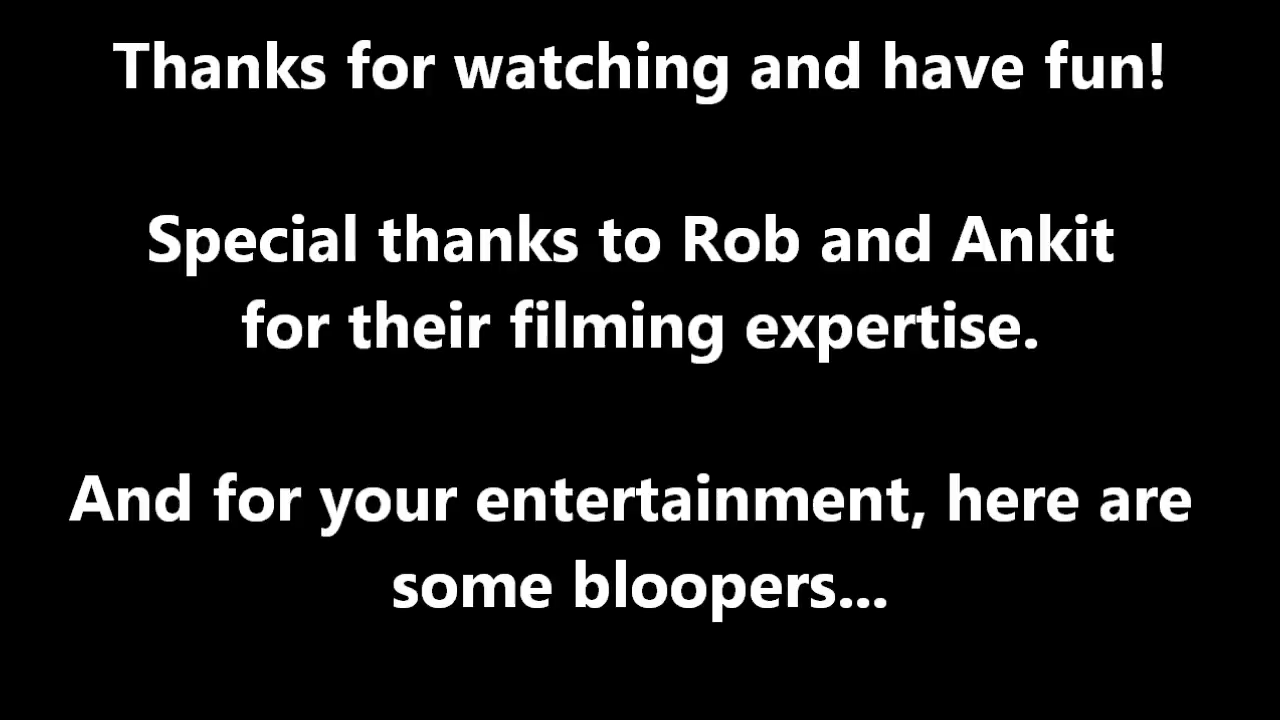 Thanks for watching and have fun!
Special thanks to Rob and Ankit
for their filming expertise.
And for your entertainment, here are
some bloopers...